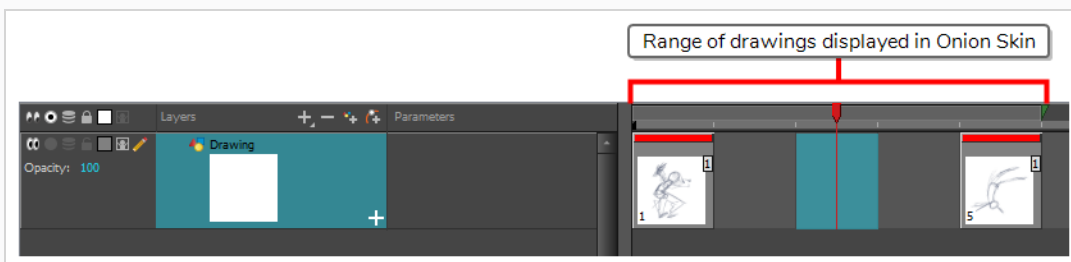 Range of drawings displayed in Onion Skin
Layers
Parameters
Drawing
Opacity: 100
1
1
1
5